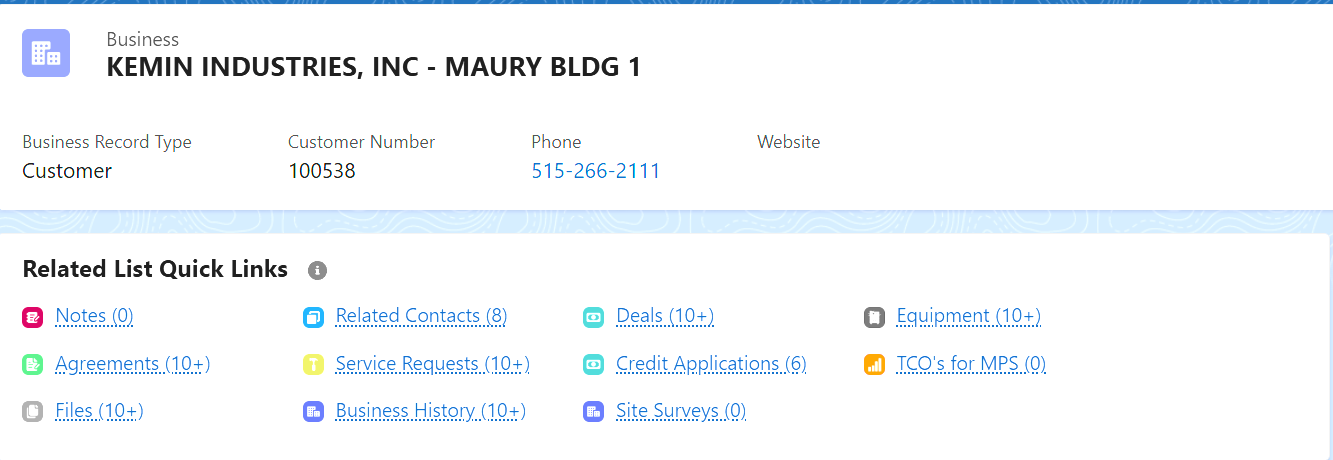 Business
KEMIN INDUSTRIES, INC - MAURY BLDG 1
Business Record Type Customer Number Phone Website
Customer 100538 515-266-2111
Related List Quick Links
Notes (0) Related Contacts (8) Deals (10+) Equipment (10+)
Agreements (10+) Service Requests (10+) Credit Applications (6) TCO's for MPS (0)
Files (10+) Business History (10+) Site Surveys (0)